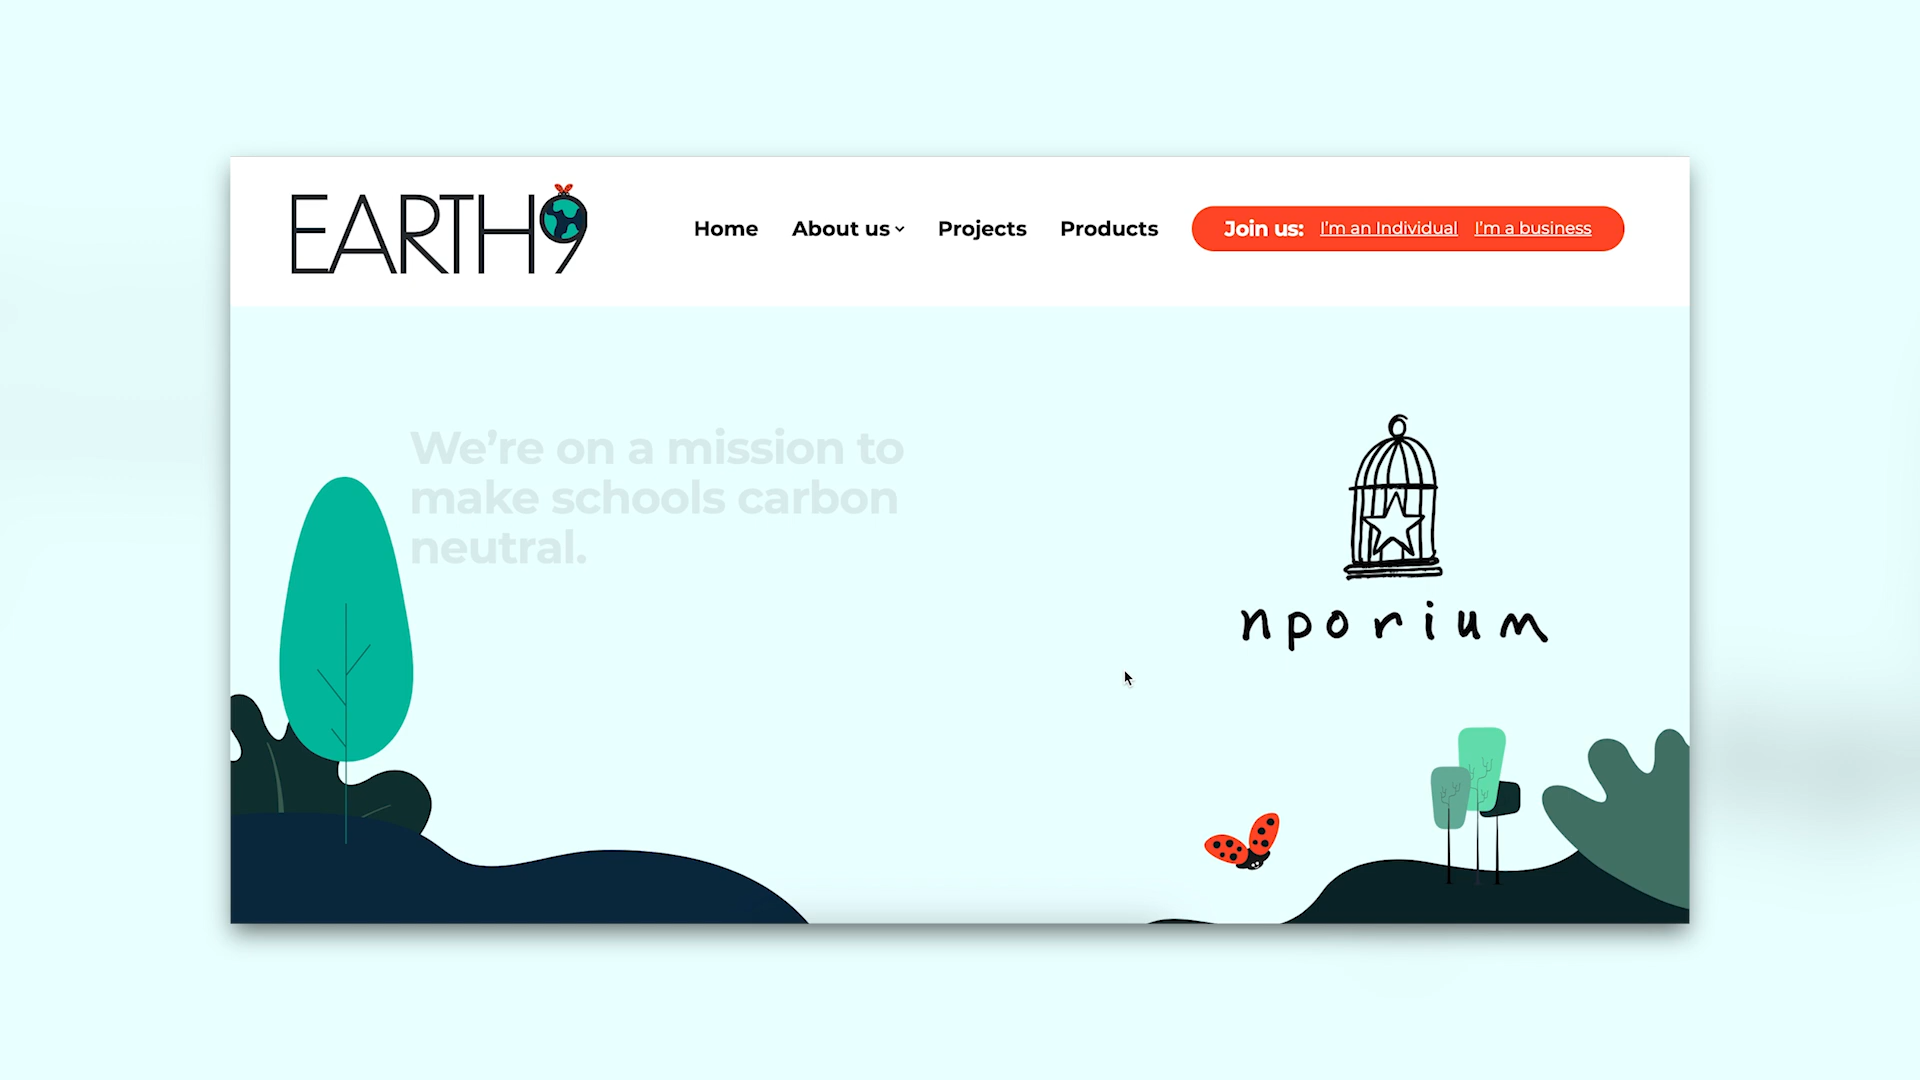 EARTH9
Home About us Projects Products Join us: I'm an Individual I'm a business
We're on a mission to
make schools carbon
neutral.
nporium